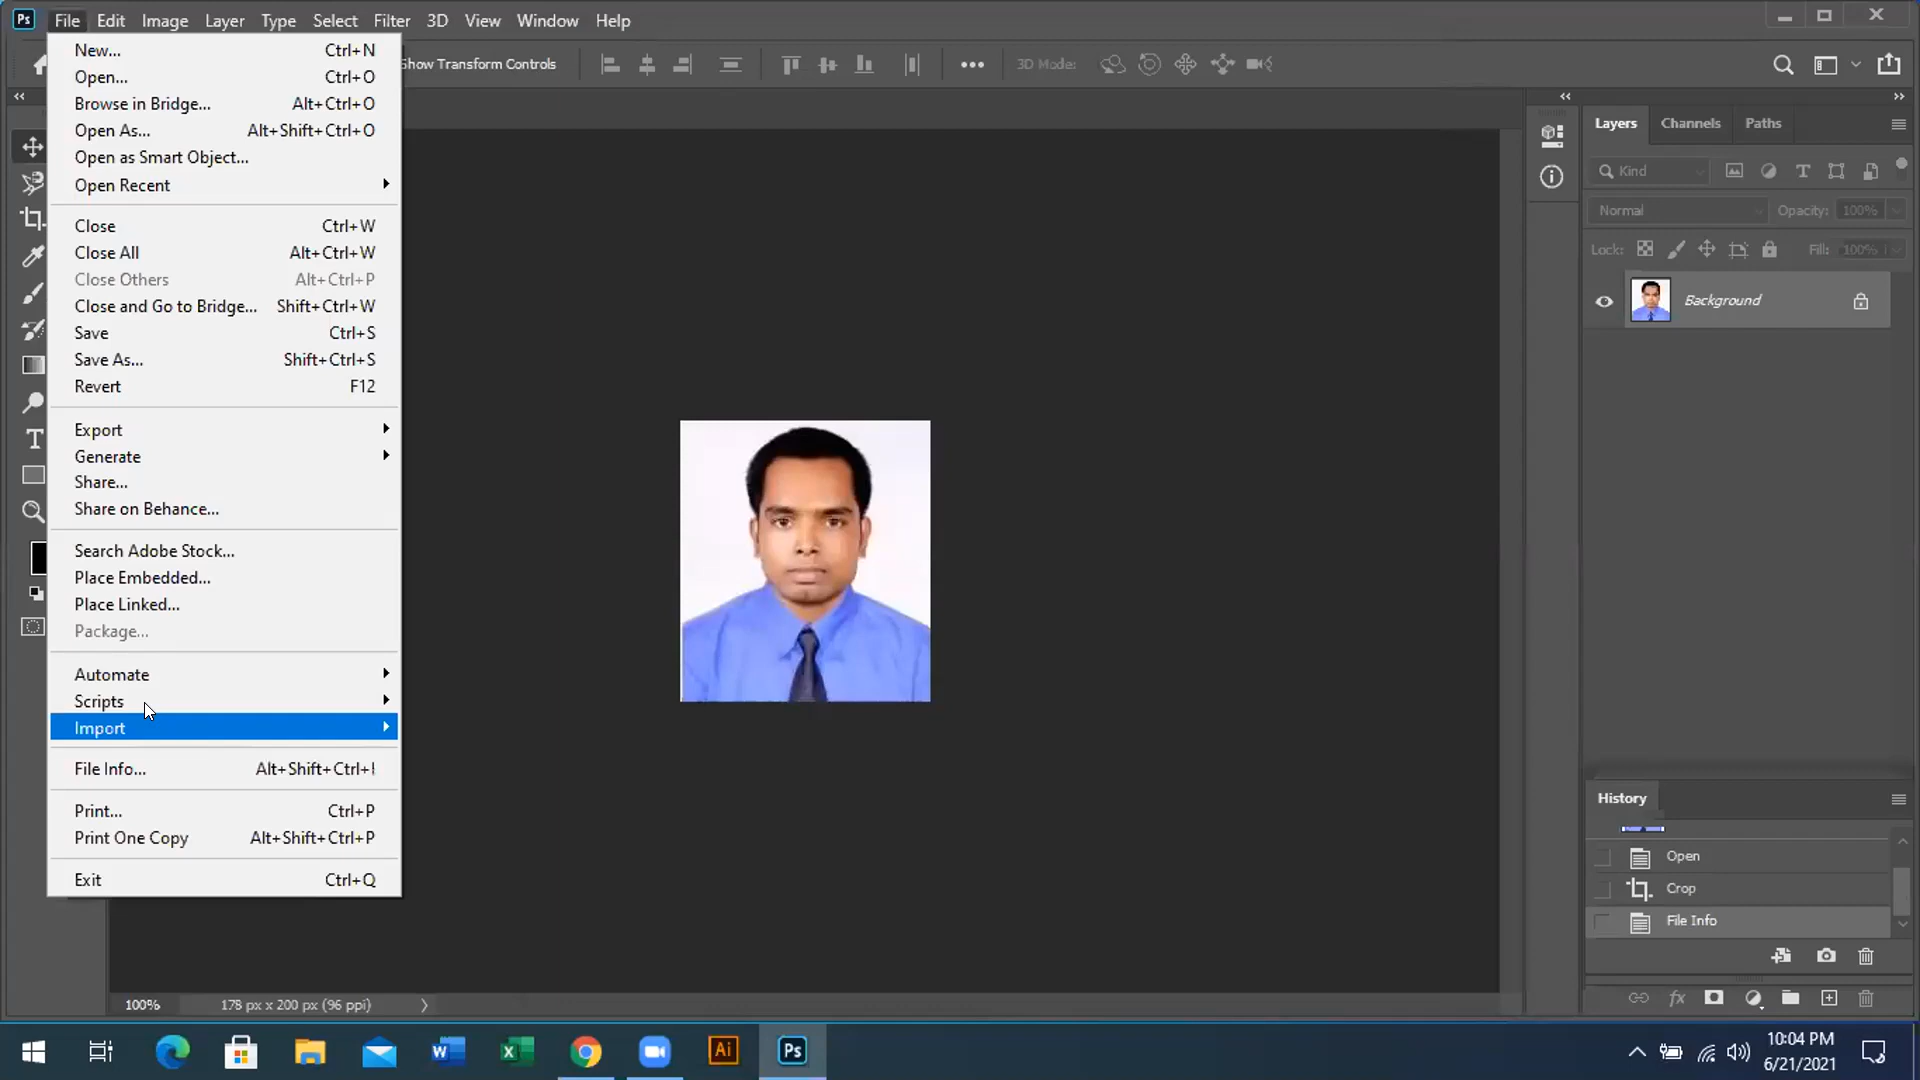 Ps File Edit Image Layer Type Select Filter 3D View Window Help
New... Ctrl+N
Open... Ctrl+O
Browse in Bridge... Alt+Ctrl+O
Open As... Alt+Shift+Ctrl+O
Open as Smart Object...
Open Recent
Close Ctrl+W
Close All Alt+Ctrl+W
Close Others Alt+Ctrl+P
Close and Go to Bridge... Shift+Ctrl+W
Save Ctrl+S
Save As... Shift+Ctrl+S
Revert F12
Export
Generate
Share...
Share on Behance...
Search Adobe Stock...
Place Embedded...
Place Linked...
Package...
Automate
Scripts
Import
File Info... Alt+Shift+Ctrl+I
Print... Ctrl+P
Print One Copy Alt+Shift+Ctrl+P
Exit Ctrl+Q
Show Transform Controls
3D Mode:
Layers Channels Paths
Kind
Normal Opacity: 100%
Lock: Fill: 100%
Background
History
Open
Crop
File Info
fx
100% 178 px x 200 px (96 ppi)
W X Ai Ps
10:04 PM
6/21/2021